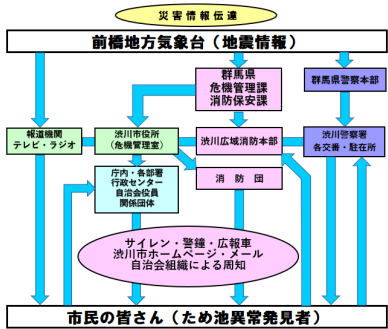 災害情報伝達
前橋地方気象台（地震情報）
群馬県
危機管理課
消防保安課
群馬県警察本部
報道機関
テレビ・ラジオ
渋川市役所
（危機管理室）
渋川広域消防本部
渋川警察署
各交番・駐在所
庁内・各部署
行政センター
自治会役員
関係団体
消防団
サイレン・警鐘・広報車
渋川市ホームページ・メール
自治会組織による周知
市民の皆さん（ため池異常発見者）